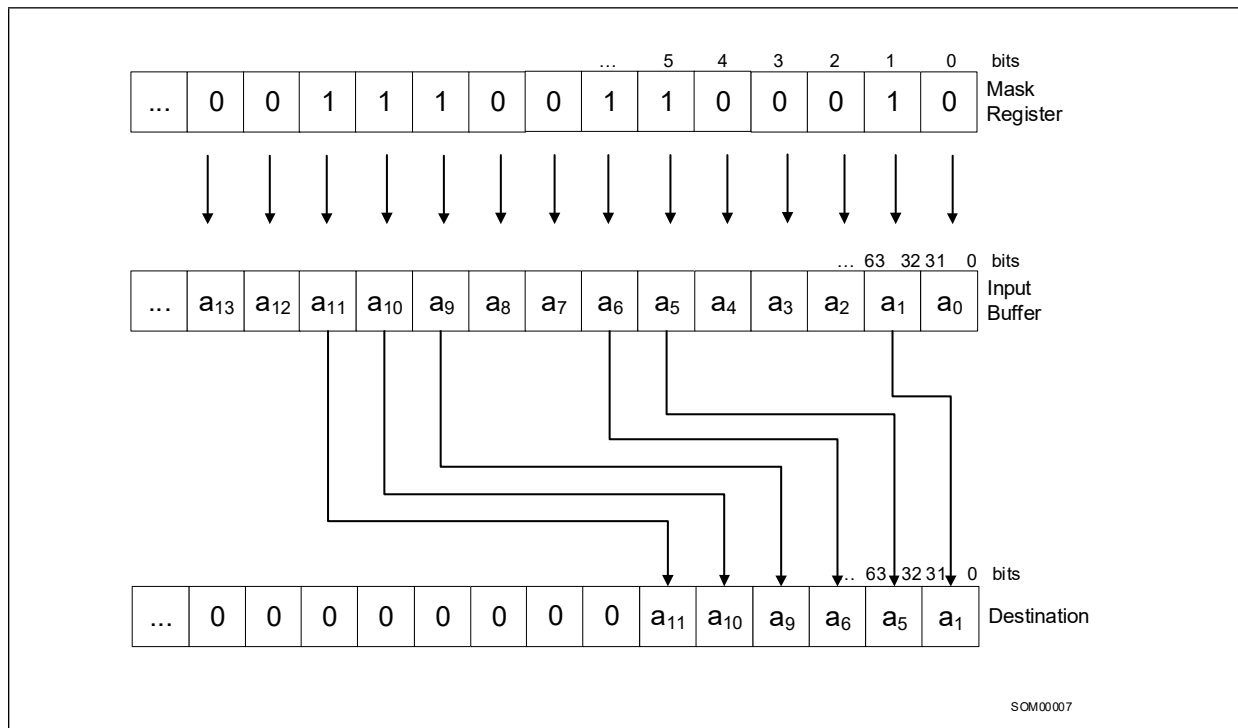 ... 5 4 3 2 1 0 bits
... 0 0 1 1 1 0 0 1 1 0 0 0 1 0 Mask
Register
... 63 32 31 0 bits
... a₁₃ a₁₂ a₁₁ a₁₀ a₉ a₈ a₇ a₆ a₅ a₄ a₃ a₂ a₁ a₀ Input
Buffer
.. 63 32 31 0 bits
... 0 0 0 0 0 0 0 0 a₁₁ a₁₀ a₉ a₆ a₅ a₁ Destination
SOM00007